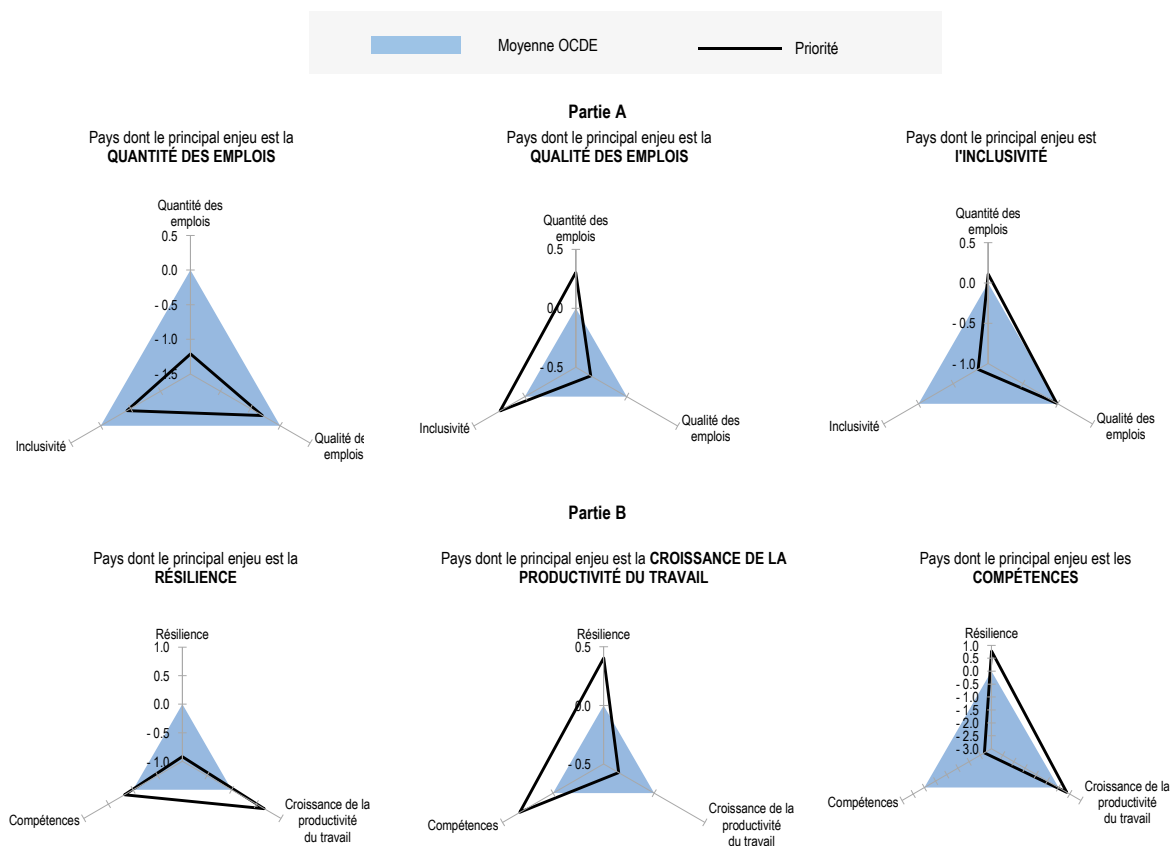 Moyenne OCDE
Priorité
Partie A
Pays dont le principal enjeu est la
QUANTITÉ DES EMPLOIS
Quantité des
emplois
0.5
0.0
- 0.5
- 1.0
- 1.5
Inclusivité
Qualité de
emplois
Pays dont le principal enjeu est la
QUALITÉ DES EMPLOIS
Quantité des
emplois
0.5
0.0
- 0.5
Inclusivité
Qualité des
emplois
Pays dont le principal enjeu est
l'INCLUSIVITÉ
Quantité des
emplois
0.5
0.0
- 0.5
- 1.0
Inclusivité
Qualité des
emplois
Partie B
Pays dont le principal enjeu est la
RÉSILIENCE
Résilience
1.0
0.5
0.0
- 0.5
- 1.0
Compétences
Croissance de la
productivité
du travail
Pays dont le principal enjeu est la CROISSANCE DE LA
PRODUCTIVITÉ DU TRAVAIL
Résilience
0.5
0.0
- 0.5
Compétences
Croissance de la
productivité
du travail
Pays dont le principal enjeu est les
COMPÉTENCES
Résilience
1.0
0.5
0.0
- 0.5
- 1.0
- 1.5
- 2.0
- 2.5
- 3.0
Compétences
Croissance de la
productivité
du travail